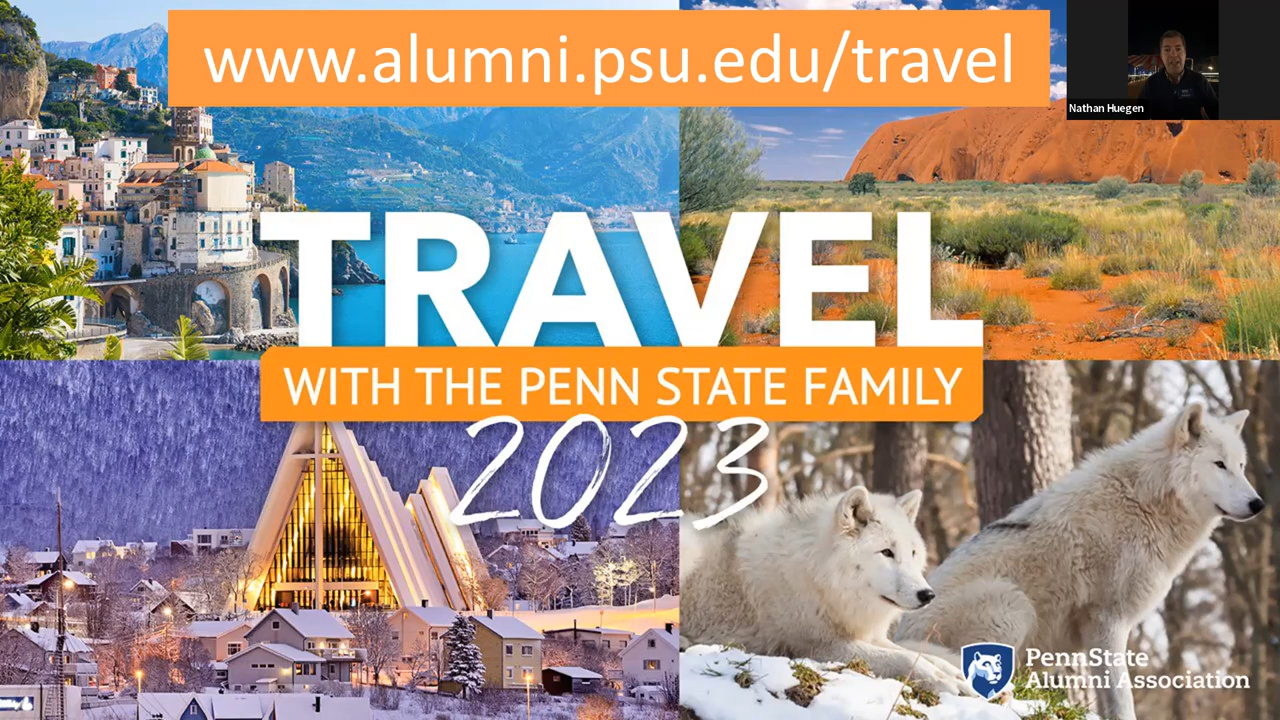 www.alumni.psu.edu/travel
Nathan Huegen
TRAVEL
WITH THE PENN STATE FAMILY
2023
PennState
Alumni Association